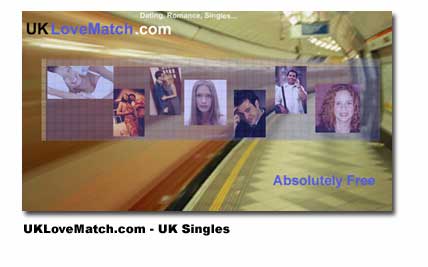 Dating, Romance, Singles...
UKLoveMatch.com
Absolutely Free
UKLoveMatch.com - UK Singles